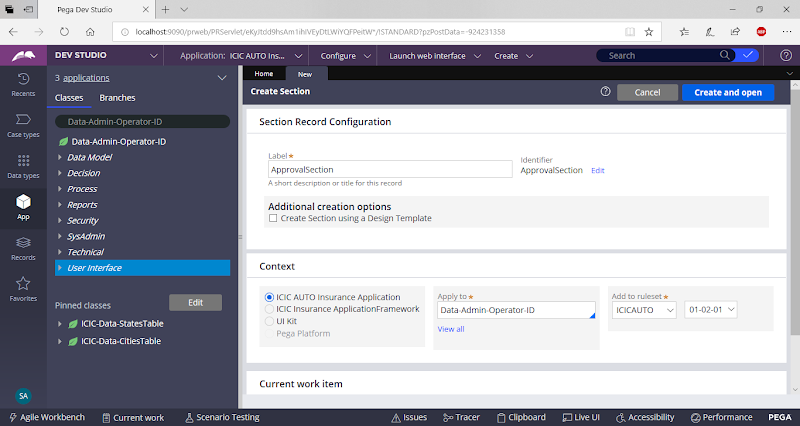 Pega Dev Studio
localhost:9090/prweb/PRServlet/eKyJtdd9hsAm1ihIVEyDtLWiYQFPeitW*/!STANDARD?pzPostData=-924231358
DEV STUDIO
Application: ICIC AUTO Ins...
Configure
Launch web interface
Create
Search
3 applications
Classes
Branches
Data-Admin-Operator-ID
Data-Admin-Operator-ID
Data Model
Decision
Process
Reports
Security
SysAdmin
Technical
User Interface
Pinned classes
Edit
ICIC-Data-StatesTable
ICIC-Data-CitiesTable
Recents
Case types
Data types
App
Records
Favorites
SA
Home
New
Create Section
Cancel
Create and open
Section Record Configuration
Label ★
Identifier
ApprovalSection
ApprovalSection Edit
A short description or title for this record
Additional creation options
Create Section using a Design Template
Context
ICIC AUTO Insurance Application
ICIC Insurance ApplicationFramework
UI Kit
Pega Platform
Apply to ★
Data-Admin-Operator-ID
View all
Add to ruleset ★
ICICAUTO
01-02-01
Current work item
Agile Workbench
Current work
Scenario Testing
Issues
Tracer
Clipboard
Live UI
Accessibility
Performance
PEGA